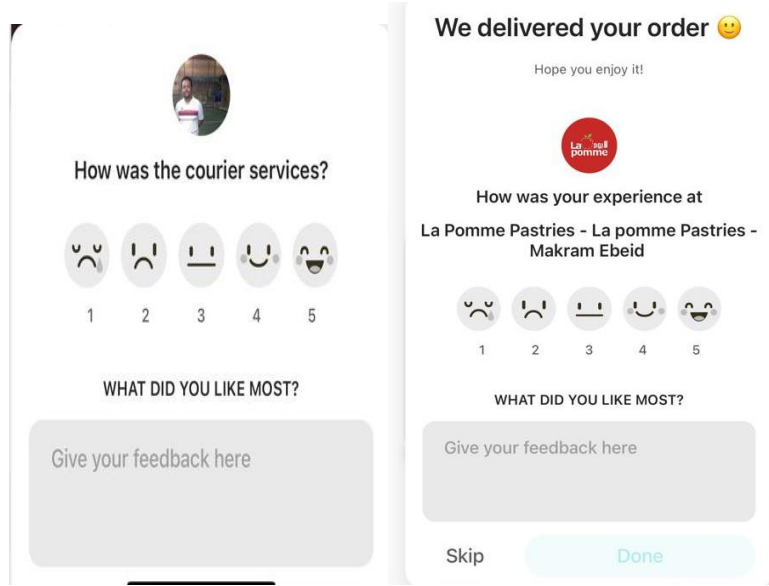 How was the courier services?
1 2 3 4 5
WHAT DID YOU LIKE MOST?
Give your feedback here
We delivered your order
Hope you enjoy it!
La
pomme
How was your experience at
La Pomme Pastries - La pomme Pastries -
Makram Ebeid
1 2 3 4 5
WHAT DID YOU LIKE MOST?
Give your feedback here
Skip Done